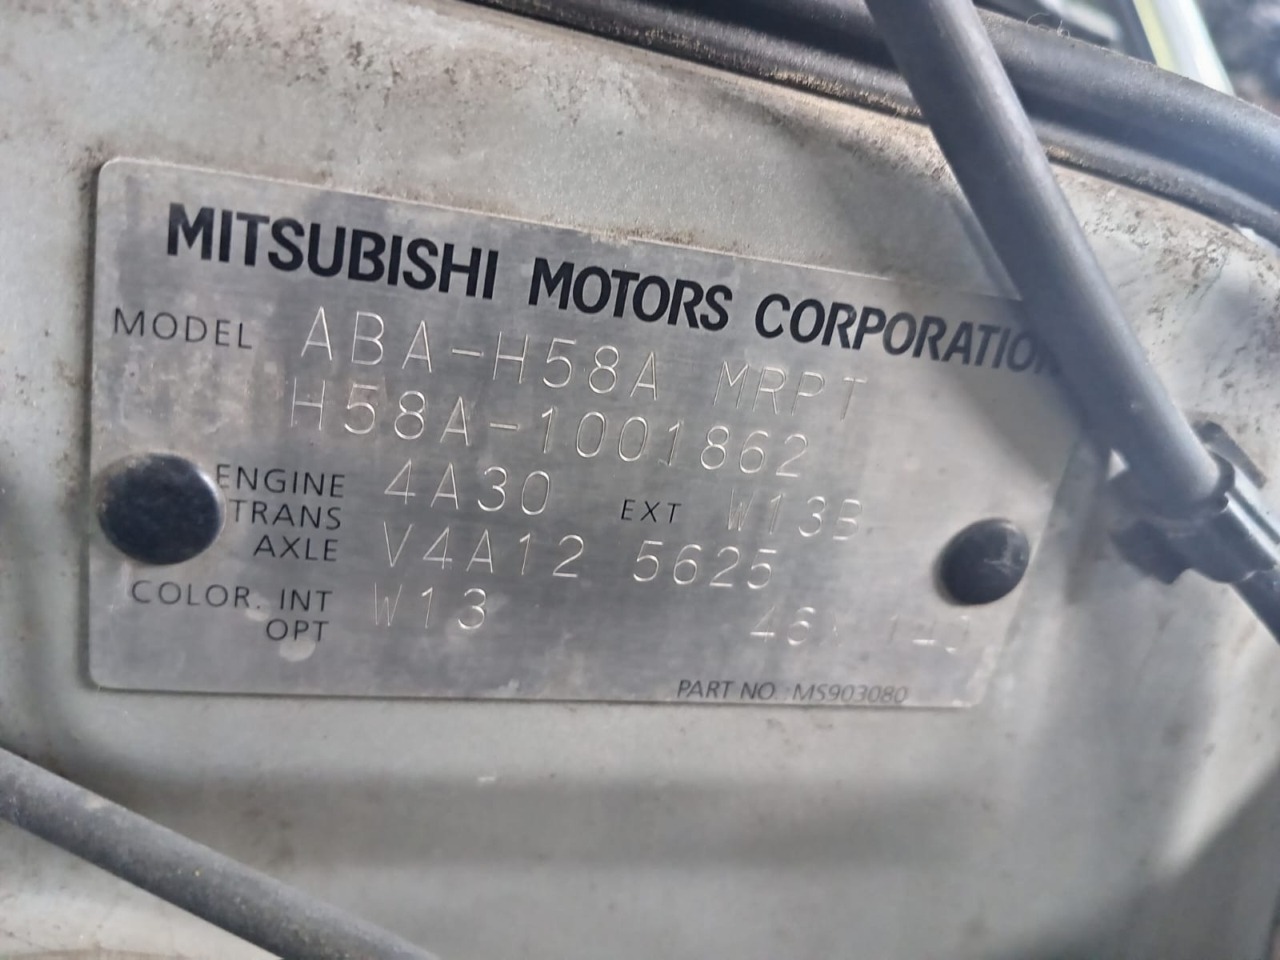 MITSUBISHI MOTORS CORPORATION
MODEL ABA-H58A MRPT
H58A-1001862
ENGINE 4A30 EXT W13B
TRANS
AXLE V4A12 5625
COLOR. INT W13
OPT
PART NO. MS903080